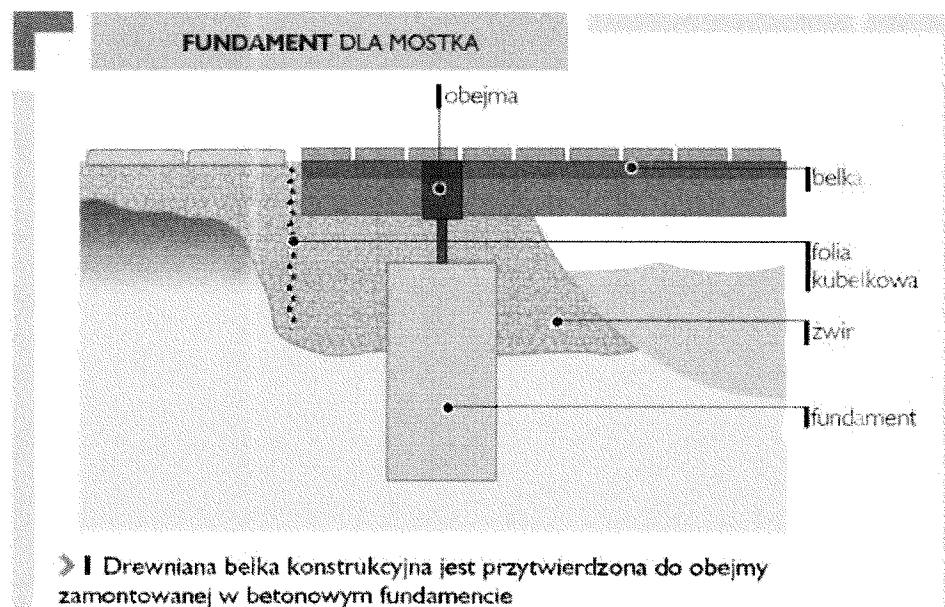 FUNDAMENT DLA MOSTKA
obejma
belka
folia
kubełkowa
żwir
fundament
1 Drewniana belka konstrukcyjna jest przytwierdzona do obejmy
zamontowanej w betonowym fundamencie